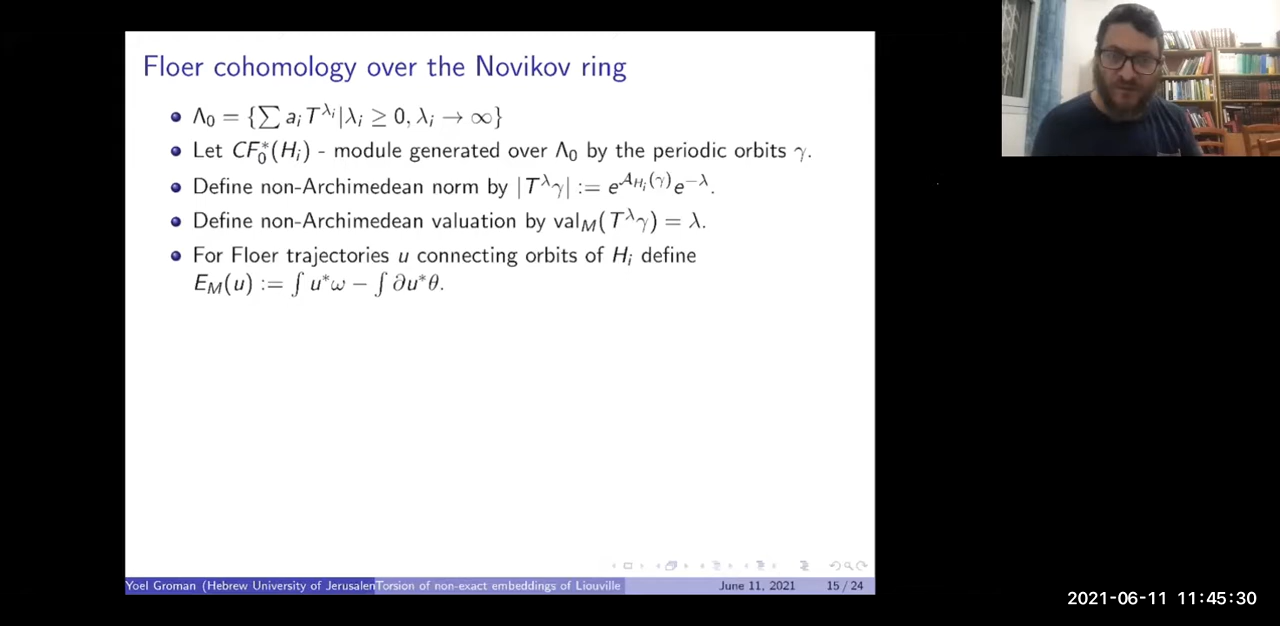 Floer cohomology over the Novikov ring
Λ₀ = {∑ aᵢT^λᵢ | λᵢ ≥ 0, λᵢ → ∞}
Let CF₀*(Hᵢ) - module generated over Λ₀ by the periodic orbits γ.
Define non-Archimedean norm by |T^λγ| := e^{A_{Hᵢ}(γ)}e^{−λ}.
Define non-Archimedean valuation by val_M(T^λγ) = λ.
For Floer trajectories u connecting orbits of Hᵢ define
E_M(u) := ∫ u*ω − ∫ ∂u*θ.
Yoel Groman (Hebrew University of Jerusalem Torsion of non-exact embeddings of Liouville June 11, 2021 15 / 24
2021-06-11 11:45:30